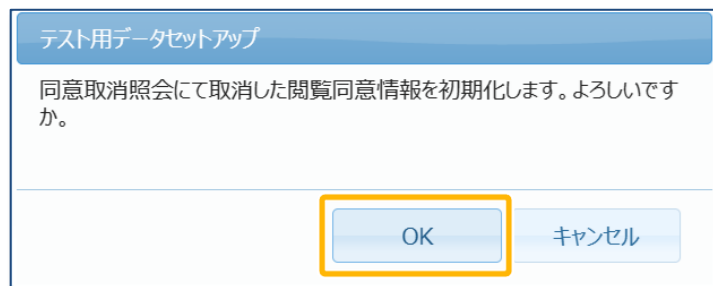 テスト用データセットアップ
同意取消照会にて取消した閲覧同意情報を初期化します。よろしいです
か。
OK
キャンセル